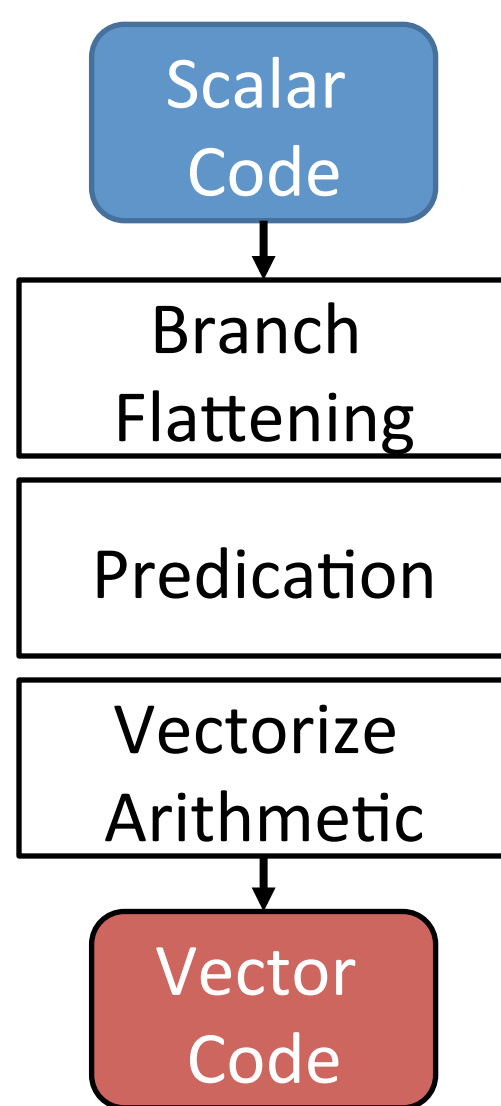 Scalar
Code
Branch
Flattening
Predication
Vectorize
Arithmetic
Vector
Code